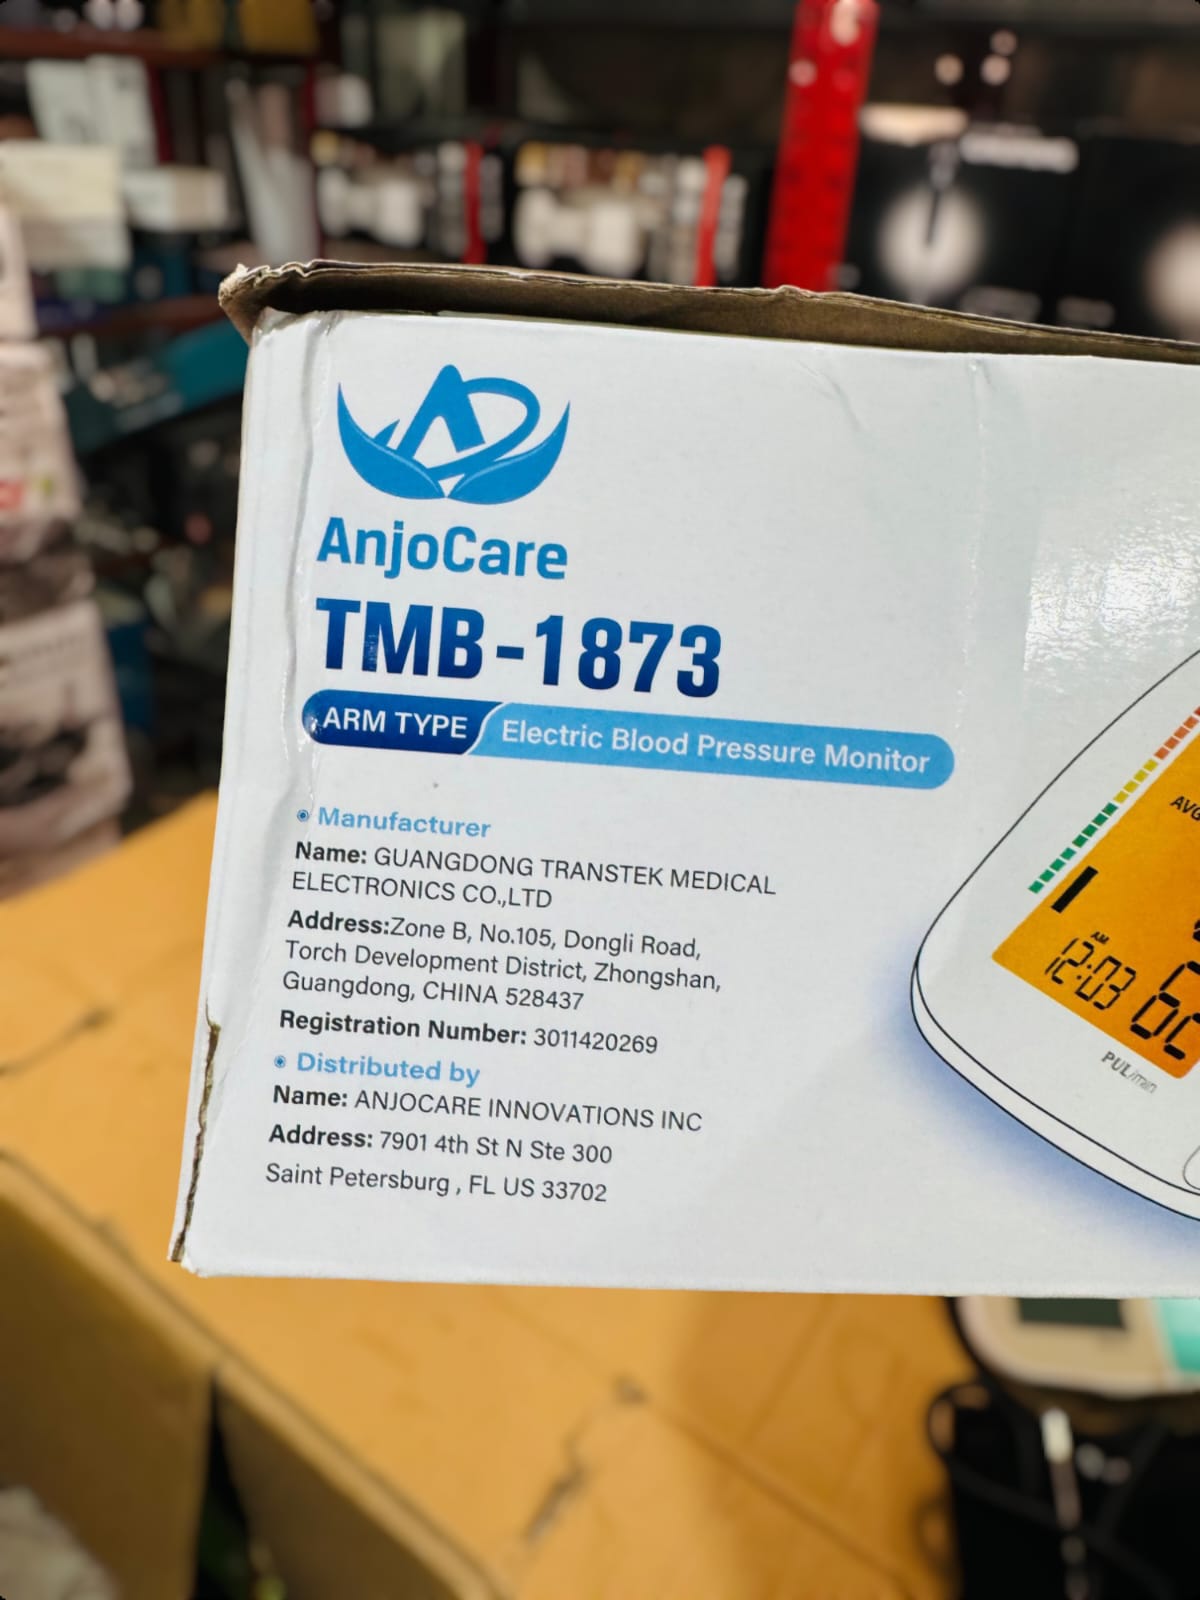 AnjoCare
TMB-1873
ARM TYPE Electric Blood Pressure Monitor
Manufacturer
Name: GUANGDONG TRANSTEK MEDICAL
ELECTRONICS CO.,LTD
Address:Zone B, No.105, Dongli Road,
Torch Development District, Zhongshan,
Guangdong, CHINA 528437
Registration Number: 3011420269
Distributed by
Name: ANJOCARE INNOVATIONS INC
Address: 7901 4th St N Ste 300
Saint Petersburg , FL US 33702
AVG
AM
12:03
PUL/min